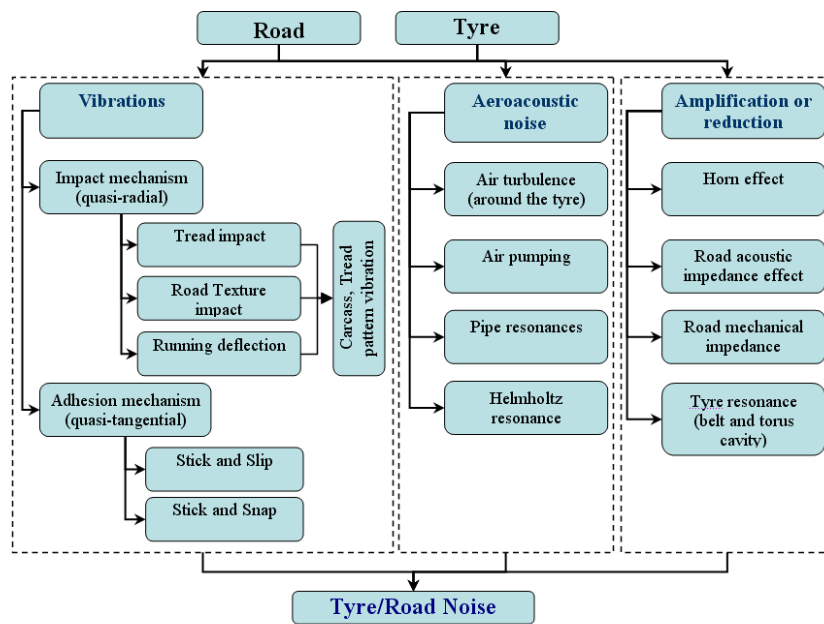 Road
Tyre
Vibrations
Impact mechanism
(quasi-radial)
Tread impact
Road Texture
impact
Running deflection
Carcass, Tread
pattern vibration
Adhesion mechanism
(quasi-tangential)
Stick and Slip
Stick and Snap
Aeroacoustic
noise
Air turbulence
(around the tyre)
Air pumping
Pipe resonances
Helmholtz
resonance
Amplification or
reduction
Horn effect
Road acoustic
impedance effect
Road mechanical
impedance
Tyre resonance
(belt and torus
cavity)
Tyre/Road Noise